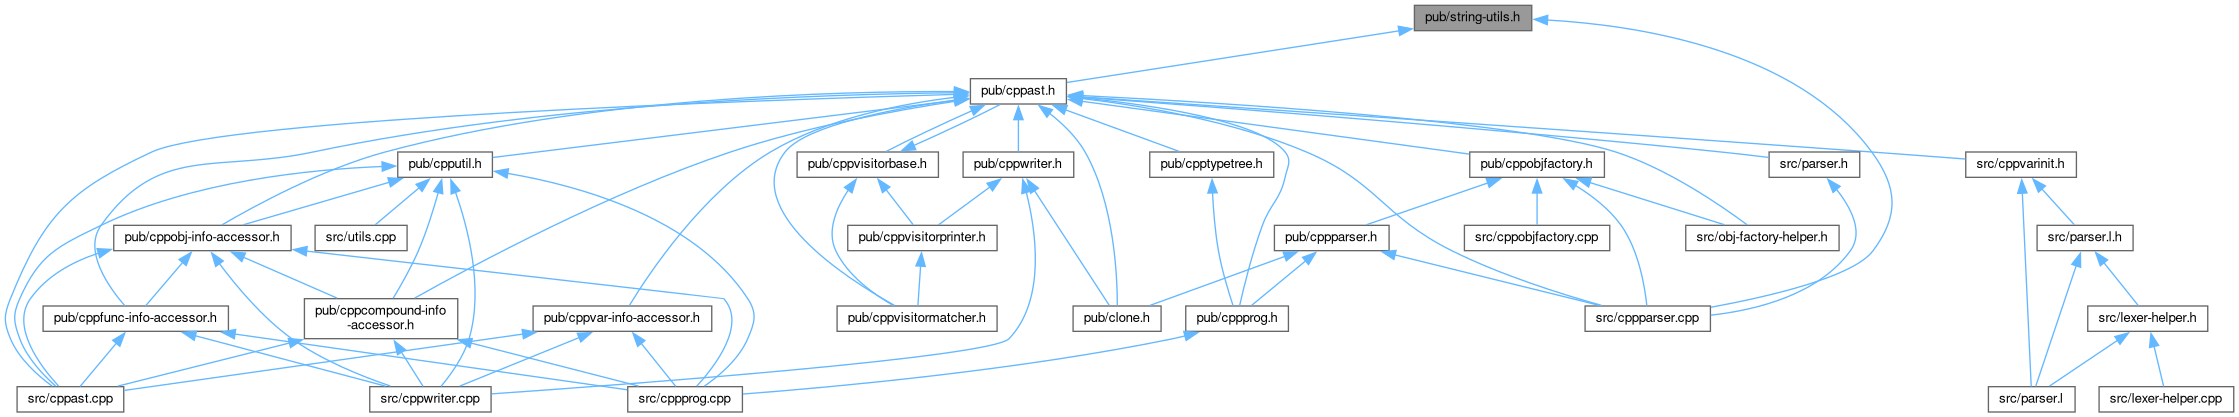 pub/string-utils.h
pub/cppast.h
pub/cpputil.h
pub/cppvisitorbase.h
pub/cppwriter.h
pub/cpptypetree.h
pub/cppobjfactory.h
src/parser.h
src/cppvarinit.h
pub/cppobj-info-accessor.h
src/utils.cpp
pub/cppvisitorprinter.h
pub/cppparser.h
src/cppobjfactory.cpp
src/obj-factory-helper.h
src/parser.l.h
pub/cppfunc-info-accessor.h
pub/cppcompound-info
-accessor.h
pub/cppvar-info-accessor.h
pub/cppvisitormatcher.h
pub/clone.h
pub/cppprog.h
src/cppparser.cpp
src/lexer-helper.h
src/cppast.cpp
src/cppwriter.cpp
src/cppprog.cpp
src/parser.l
src/lexer-helper.cpp